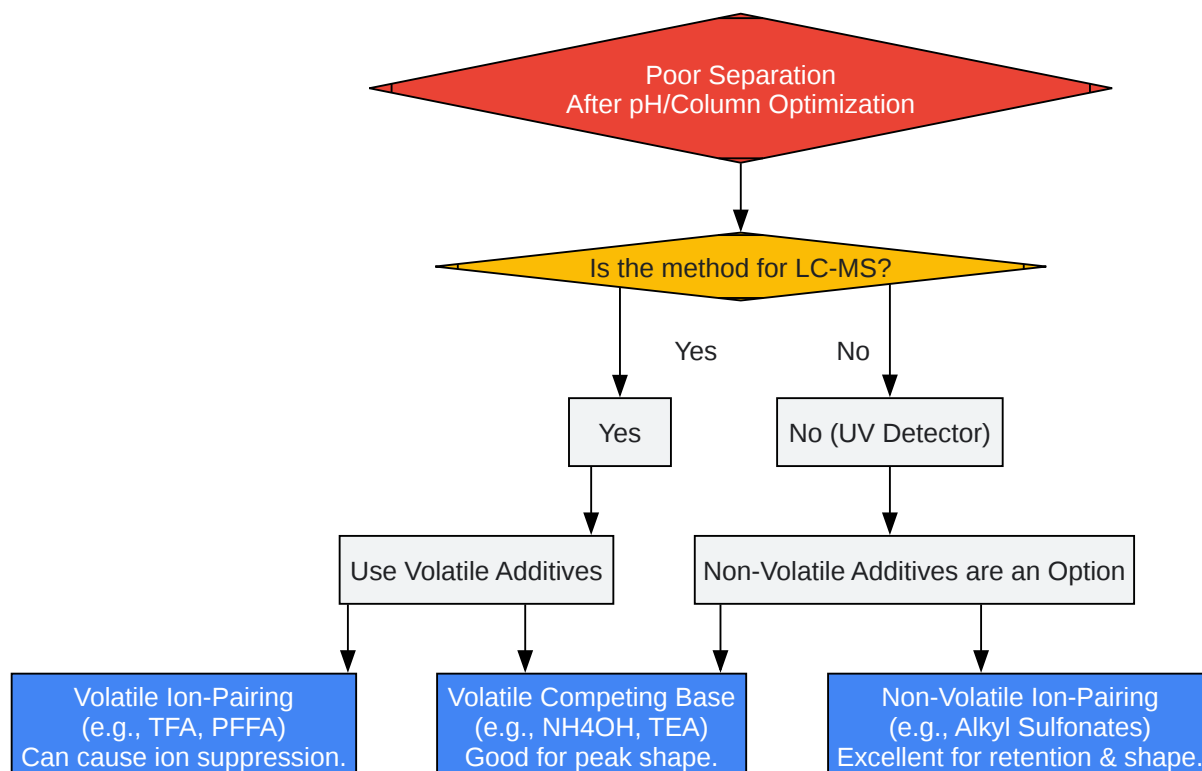 Poor Separation
After pH/Column Optimization
Is the method for LC-MS?
Yes
No
Yes
No (UV Detector)
Use Volatile Additives
Non-Volatile Additives are an Option
Volatile Ion-Pairing
(e.g., TFA, PFFA)
Can cause ion suppression.
Volatile Competing Base
(e.g., NH4OH, TEA)
Good for peak shape.
Non-Volatile Ion-Pairing
(e.g., Alkyl Sulfonates)
Excellent for retention & shape.